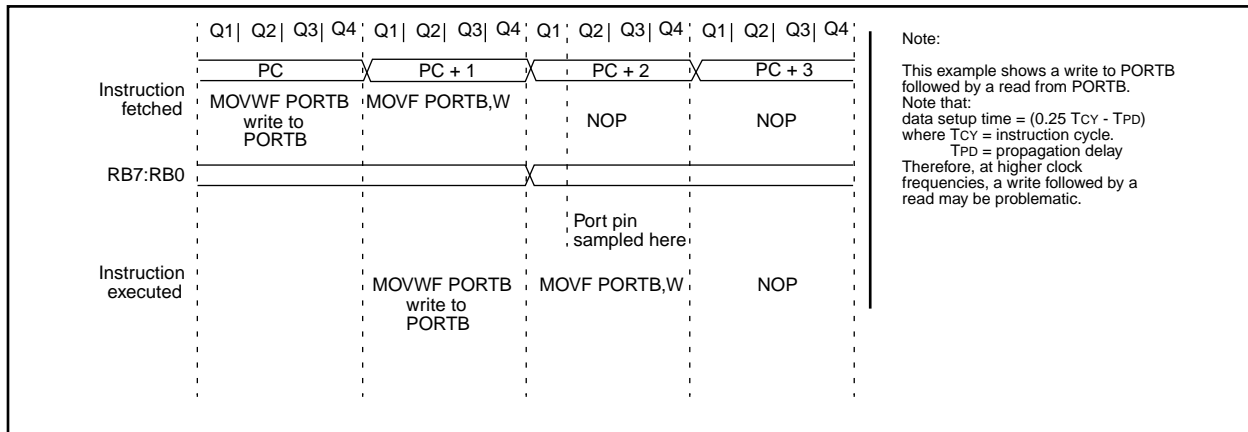 Q1| Q2| Q3| Q4 Q1| Q2| Q3| Q4 Q1 Q2| Q3| Q4 Q1| Q2| Q3| Q4
PC PC + 1 PC + 2 PC + 3
Instruction
fetched
MOVWF PORTB
write to
PORTB
MOVF PORTB,W
NOP
NOP
RB7:RB0
Port pin
sampled here
Instruction
executed
MOVWF PORTB
write to
PORTB
MOVF PORTB,W
NOP
Note:
This example shows a write to PORTB
followed by a read from PORTB.
Note that:
data setup time = (0.25 TCY - TPD)
where TCY = instruction cycle.
TPD = propagation delay
Therefore, at higher clock
frequencies, a write followed by a
read may be problematic.